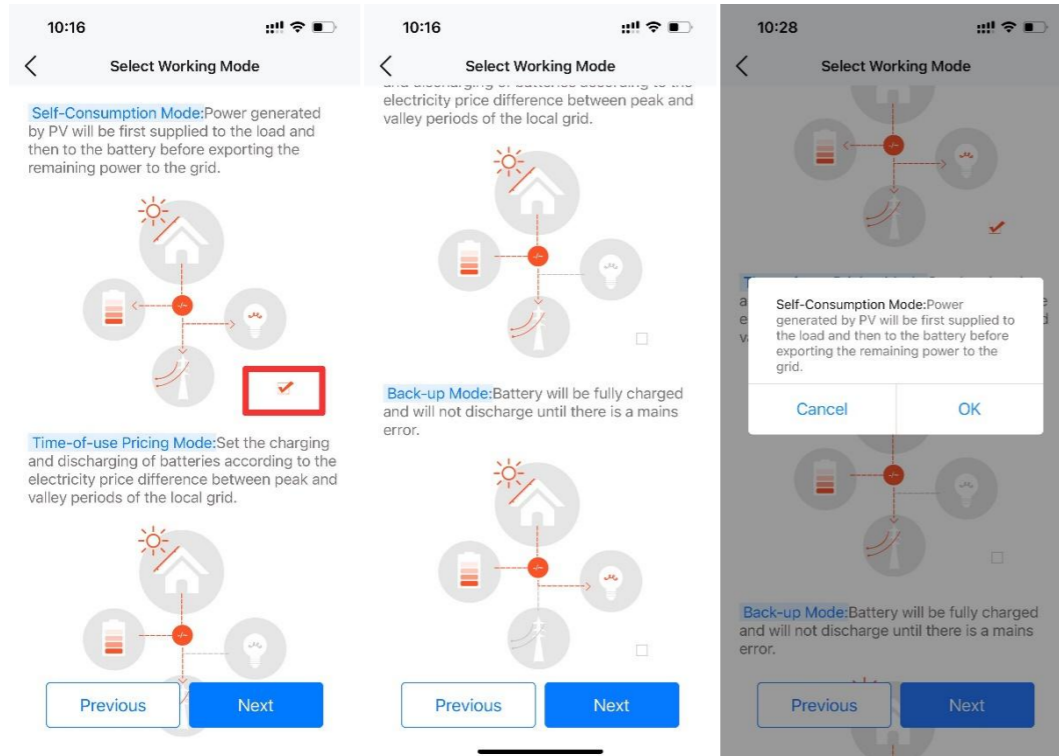 10:16
Select Working Mode
Self-Consumption Mode:Power generated
by PV will be first supplied to the load and
then to the battery before exporting the
remaining power to the grid.
Time-of-use Pricing Mode:Set the charging
and discharging of batteries according to the
electricity price difference between peak and
valley periods of the local grid.
Previous
Next
10:16
Select Working Mode
and discharging of batteries according to the
electricity price difference between peak and
valley periods of the local grid.
Back-up Mode:Battery will be fully charged
and will not discharge until there is a mains
error.
Previous
Next
10:28
Select Working Mode
Self-Consumption Mode:Power
generated by PV will be first supplied to
the load and then to the battery before
exporting the remaining power to the
grid.
Cancel
OK
Back-up Mode:Battery will be fully charged
and will not discharge until there is a mains
error.
Previous
Next